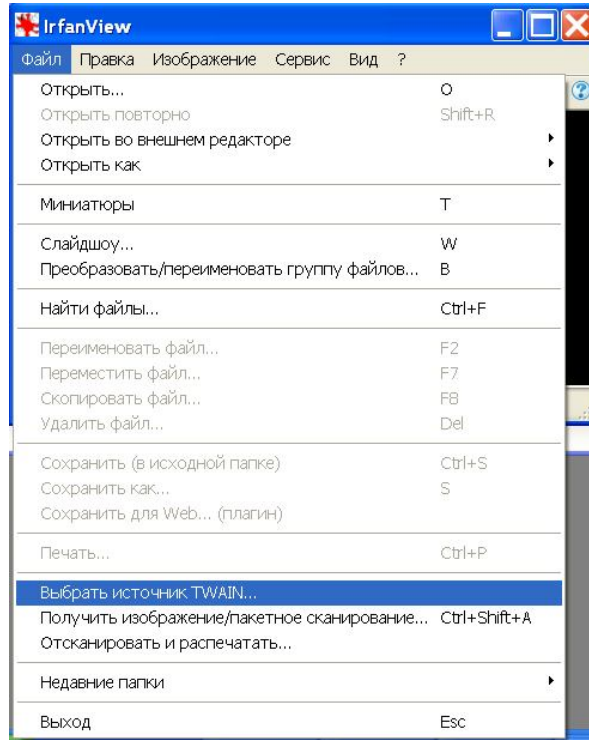 IrfanView
Файл Правка Изображение Сервис Вид ?
Открыть... O
Открыть повторно Shift+R
Открыть во внешнем редакторе
Открыть как
Миниатюры T
Слайдшоу... W
Преобразовать/переименовать группу файлов... B
Найти файлы... Ctrl+F
Переименовать файл... F2
Переместить файл... F7
Скопировать файл... F8
Удалить файл... Del
Сохранить (в исходной папке) Ctrl+S
Сохранить как... S
Сохранить для Web... (плагин)
Печать... Ctrl+P
Выбрать источник TWAIN...
Получить изображение/пакетное сканирование... Ctrl+Shift+A
Отсканировать и распечатать...
Недавние папки
Выход Esc